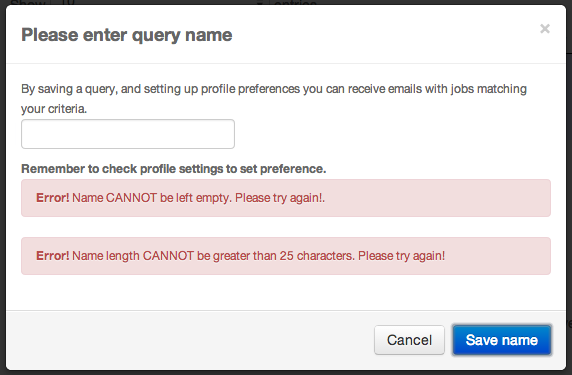 Please enter query name
×
By saving a query, and setting up profile preferences you can receive emails with jobs matching
your criteria.
Remember to check profile settings to set preference.
Error! Name CANNOT be left empty. Please try again!.
Error! Name length CANNOT be greater than 25 characters. Please try again!
Cancel
Save name